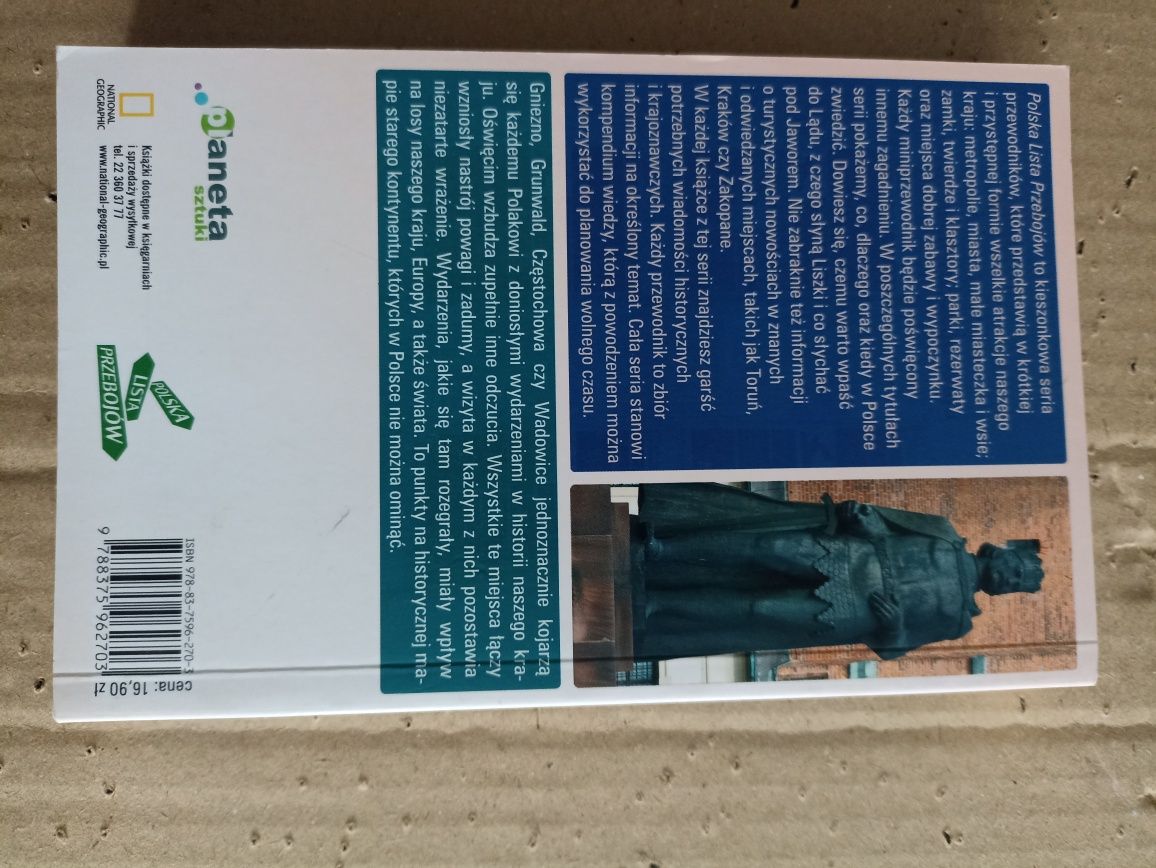 Polska Lista Przebojów to kieszonkowa seria
przewodników, które przedstawią w krótkiej
i przystępnej formie wszelkie atrakcje naszego
kraju: metropolie, miasta, małe miasteczka i wsie;
zamki, twierdze i klasztory; parki, rezerwaty
oraz miejsca dobrej zabawy i wypoczynku.
Każdy miniprzewodnik będzie poświęcony
innemu zagadnieniu. W poszczególnych tytułach
serii pokażemy, co, dlaczego oraz kiedy w Polsce
zwiedzić. Dowiesz się, czemu warto wpaść
do Lądu, z czego słyną Liszki i co słychać
pod Jaworem. Nie zabraknie też informacji
o turystycznych nowościach w znanych
i odwiedzanych miejscach, takich jak Toruń,
Kraków czy Zakopane.
W każdej książce z tej serii znajdziesz garść
potrzebnych wiadomości historycznych
i krajoznawczych. Każdy przewodnik to zbiór
informacji na określony temat. Cała seria stanowi
kompendium wiedzy, którą z powodzeniem można
wykorzystać do planowania wolnego czasu.
Gniezno, Grunwald, Częstochowa czy Wadowice jednoznacznie kojarzą
się każdemu Polakowi z doniosłymi wydarzeniami w historii naszego kra-
ju. Oświęcim wzbudza zupełnie inne odczucia. Wszystkie te miejsca łączy
wzniosły nastrój powagi i zadumy, a wizyta w każdym z nich pozostawia
niezatarte wrażenie. Wydarzenia, jakie się tam rozegrały, miały wpływ
na losy naszego kraju, Europy, a także świata. To punkty na historycznej ma-
pie starego kontynentu, których w Polsce nie można ominąć.
planeta
sztuki
NATIONAL
GEOGRAPHIC
Książki dostępne w księgarniach
i sprzedaży wysyłkowej
tel. 22 360 37 77
www.national-geographic.pl
POLSKA
LISTA
PRZEBOJÓW
ISBN 978-83-7596-270-3
9 788375 962703
cena: 16,90 zł